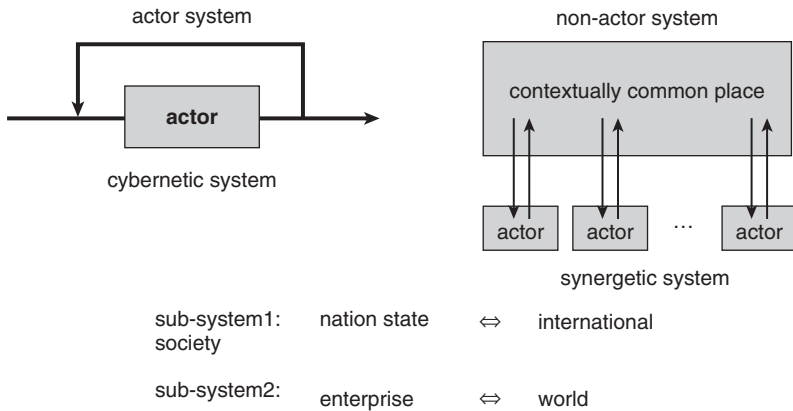 actor system
actor
cybernetic system
non-actor system
contextually common place
actor actor ... actor
synergetic system
sub-system1: nation state ⇔ international
society
sub-system2: enterprise ⇔ world